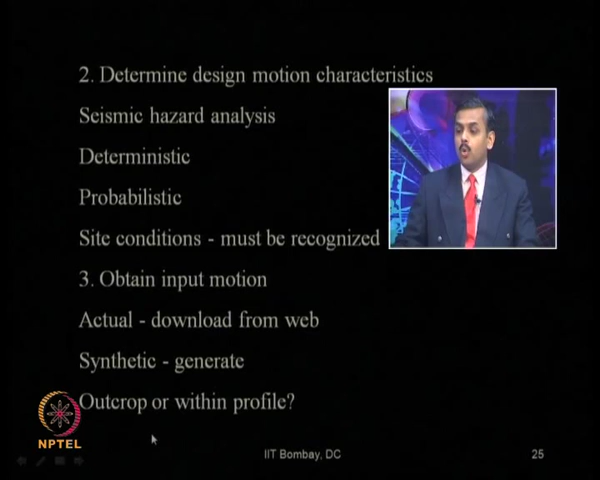 2. Determine design motion characteristics
Seismic hazard analysis
Deterministic
Probabilistic
Site conditions - must be recognized
3. Obtain input motion
Actual - download from web
Synthetic - generate
Outcrop or within profile?
NPTEL
IIT Bombay, DC
25